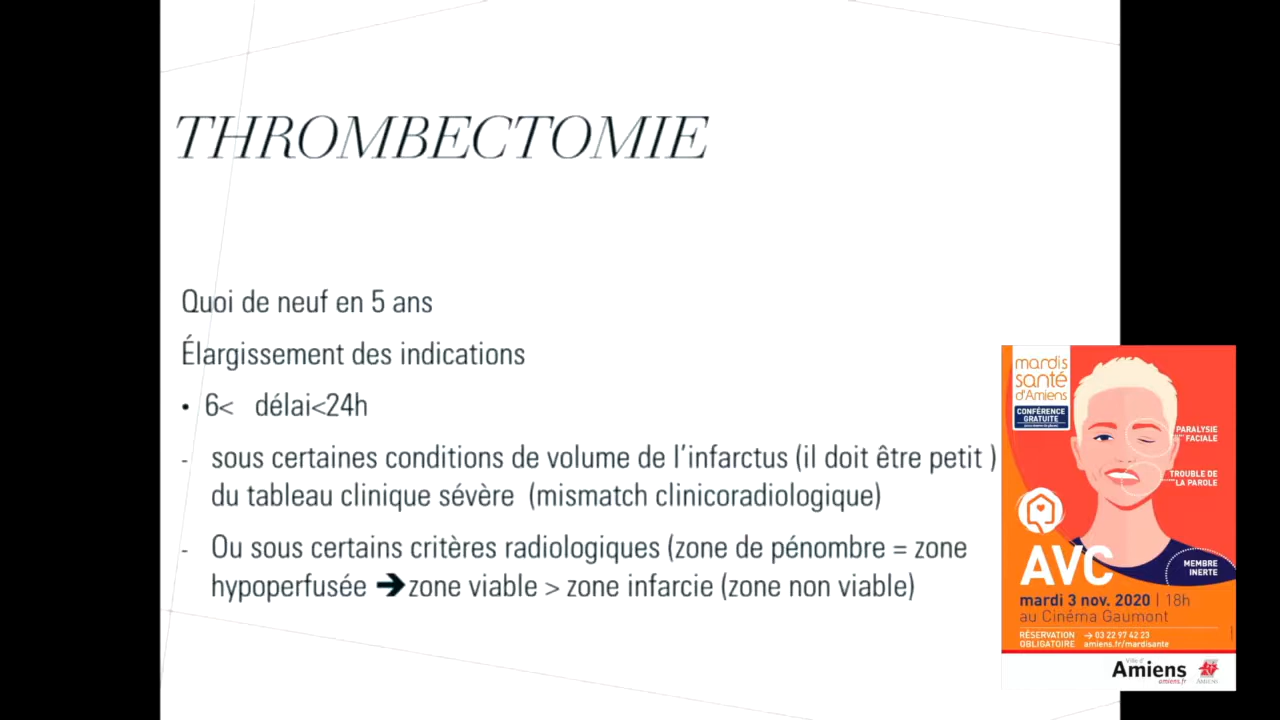 THROMBECTOMIE
Quoi de neuf en 5 ans
Élargissement des indications
• 6< délai<24h
- sous certaines conditions de volume de l'infarctus (il doit être petit )
du tableau clinique sévère (mismatch clinicoradiologique)
- Ou sous certains critères radiologiques (zone de pénombre = zone
hypoperfusée ➔zone viable > zone infarcie (zone non viable)
mardis
santé
d'Amiens
CONFÉRENCE
GRATUITE
PARALYSIE
FACIALE
TROUBLE DE
LA PAROLE
AVC
MEMBRE
INERTE
mardi 3 nov. 2020 | 18h
au Cinéma Gaumont
RÉSERVATION → 03 22 97 42 23
OBLIGATOIRE amiens.fr/mardisante
Ville d'
Amiens
amiens.fr